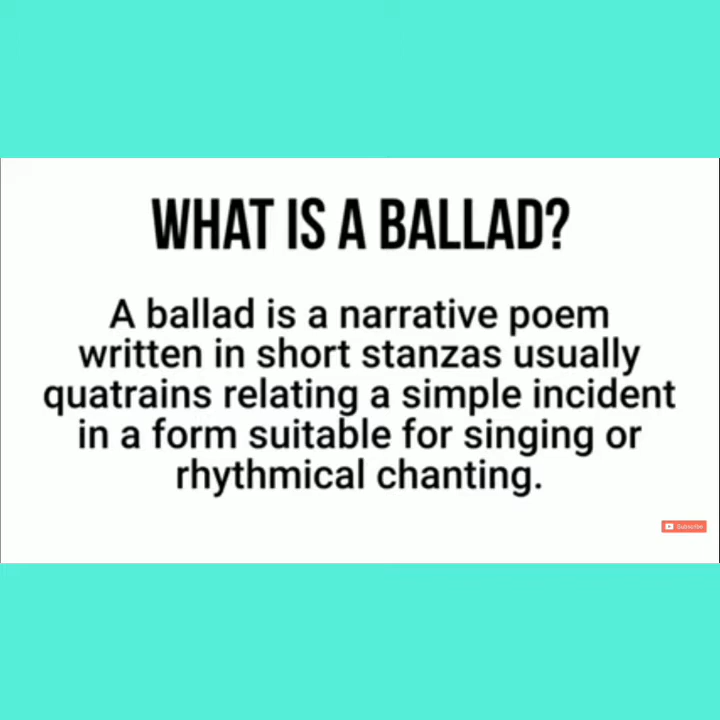 WHAT IS A BALLAD?
A ballad is a narrative poem
written in short stanzas usually
quatrains relating a simple incident
in a form suitable for singing or
rhythmical chanting.
Subscribe